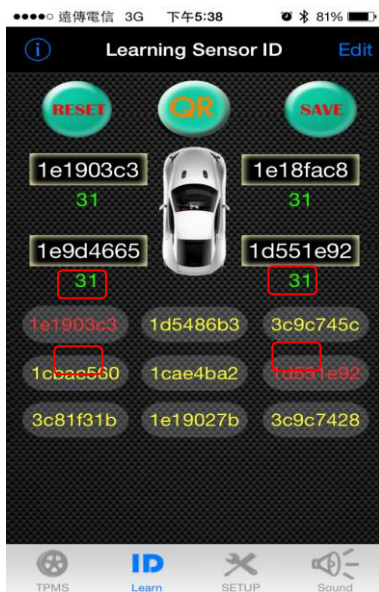 遠傳電信 3G 下午5:38 81%
Learning Sensor ID Edit
RESET QR SAVE
1e1903c3 1e18fac8
31 31
1e9d4665 1d551e92
31 31
1e1903c3 1d5486b3 3c9c745c
1cbac560 1cae4ba2 1d551e92
3c81f31b 1e19027b 3c9c7428
ID
TPMS Learn SETUP Sound